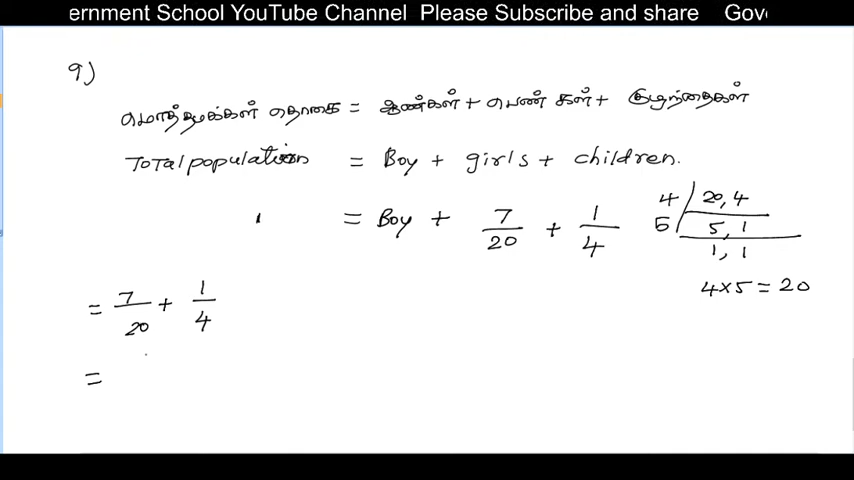 ernment School YouTube Channel Please Subscribe and share Gove
9)
மொத்தமக்கள் தொகை = ஆண்கள் + பெண்கள் + குழந்தைகள்
Total population = Boy + girls + children.
= Boy + 7/20 + 1/4
4 | 20, 4
5 | 5, 1
1, 1
4×5 = 20
= 7/20 + 1/4
=